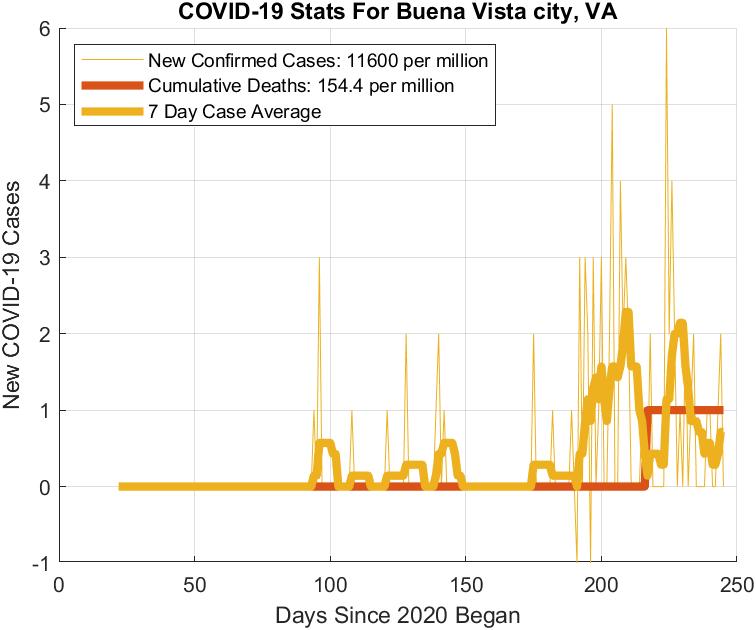 COVID-19 Stats For Buena Vista city, VA
New Confirmed Cases: 11600 per million
Cumulative Deaths: 154.4 per million
7 Day Case Average
New COVID-19 Cases
6
5
4
3
2
1
0
-1
0 50 100 150 200 250
Days Since 2020 Began